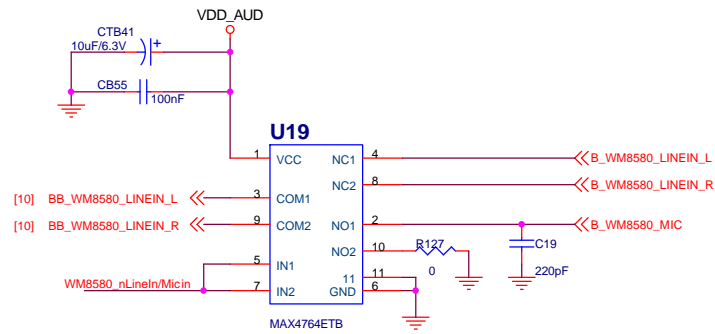 VDD_AUD
CTB41
10uF/6.3V
+
CB55
100nF
U19
1 VCC NC1 4 B_WM8580_LINEIN_L
NC2 8 B_WM8580_LINEIN_R
[10] BB_WM8580_LINEIN_L 3 COM1
[10] BB_WM8580_LINEIN_R 9 COM2 NO1 2 B_WM8580_MIC
NO2 10 R127 C19
5 IN1 11 11 0 220pF
WM8580_nLineIn/Micin 7 IN2 GND 6
MAX4764ETB